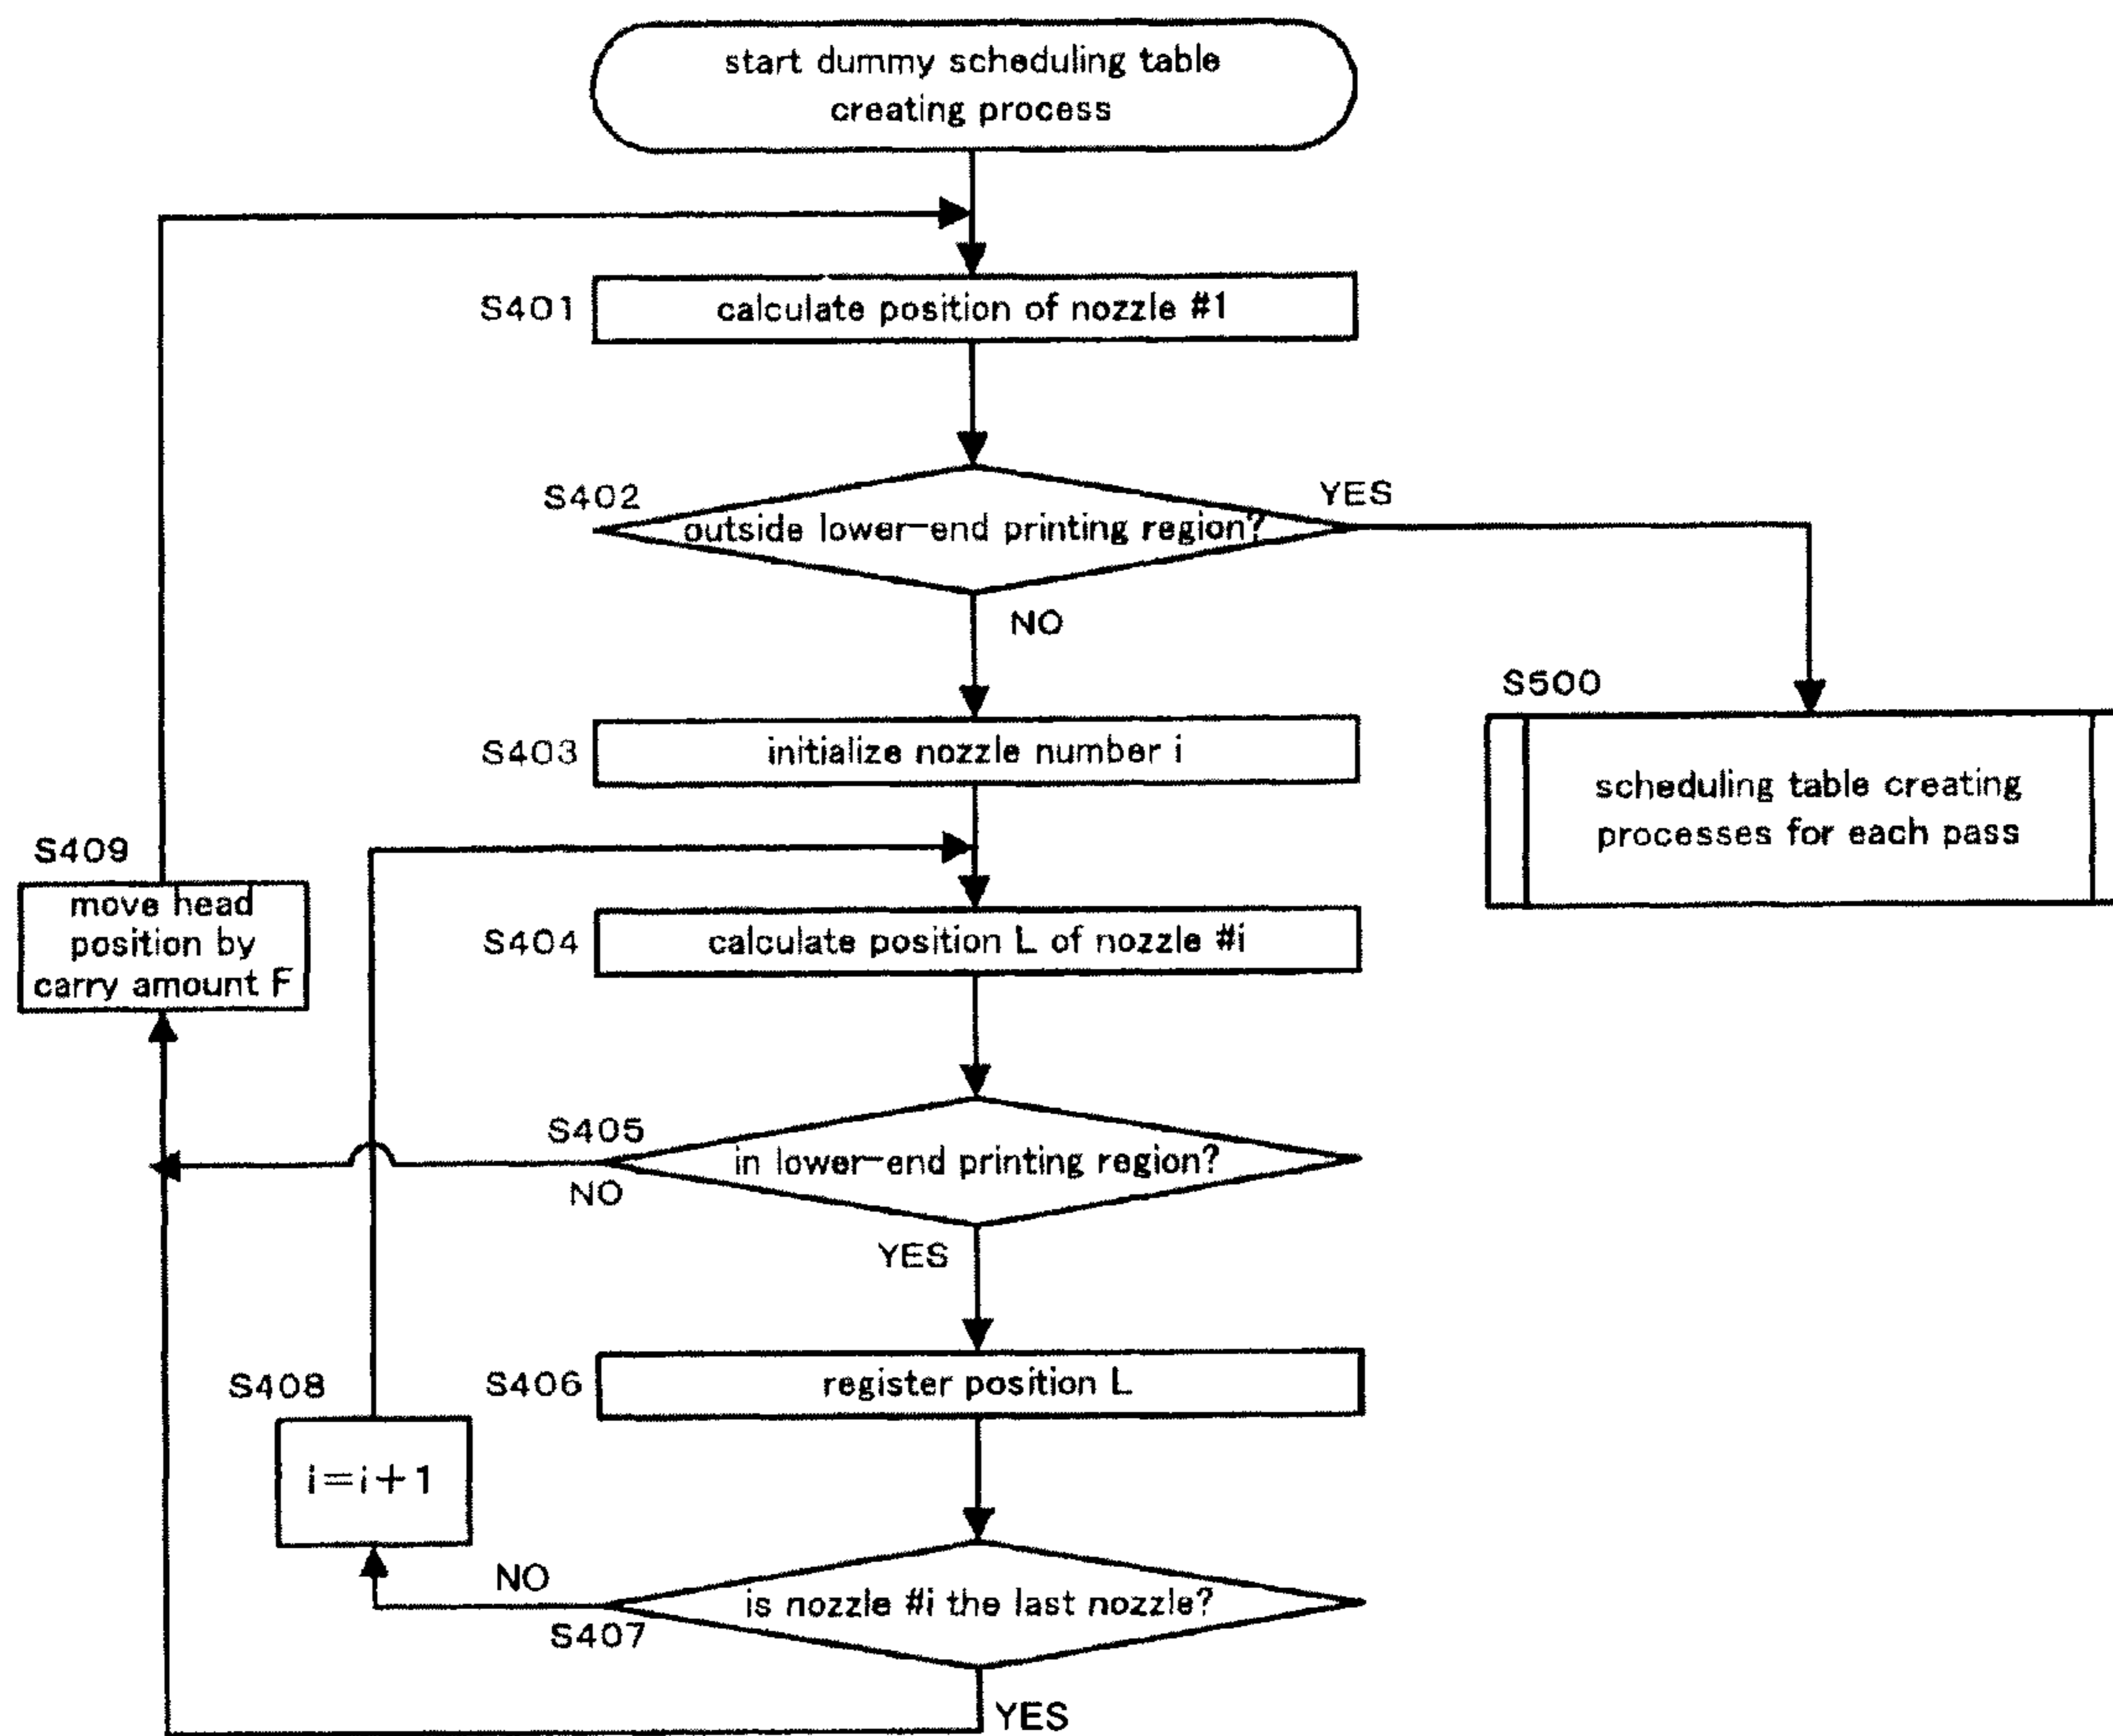 start dummy scheduling table
creating process
S401
calculate position of nozzle #1
S402
outside lower-end printing region?
YES
NO
S403
initialize nozzle number i
S500
scheduling table creating
processes for each pass
S409
move head
position by
carry amount F
S404
calculate position L of nozzle #i
S405
in lower-end printing region?
NO
YES
S406
register position L
S408
i=i+1
NO
S407
is nozzle #i the last nozzle?
YES